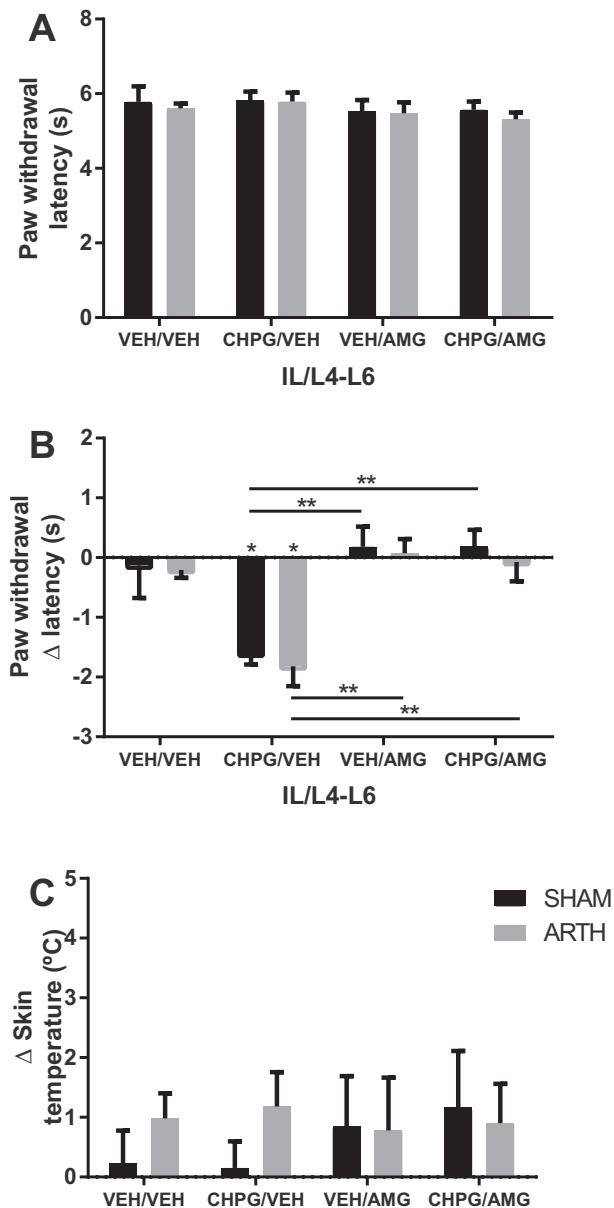 A
Paw withdrawal
latency (s)
8
6
4
2
0
VEH/VEH CHPG/VEH VEH/AMG CHPG/AMG
IL/L4-L6
B
Paw withdrawal
Δ latency (s)
2
1
0
-1
-2
-3
**
**
* *
**
**
VEH/VEH CHPG/VEH VEH/AMG CHPG/AMG
IL/L4-L6
C
Δ Skin
temperature (ºC)
5
4
3
2
1
0
SHAM
ARTH
VEH/VEH CHPG/VEH VEH/AMG CHPG/AMG